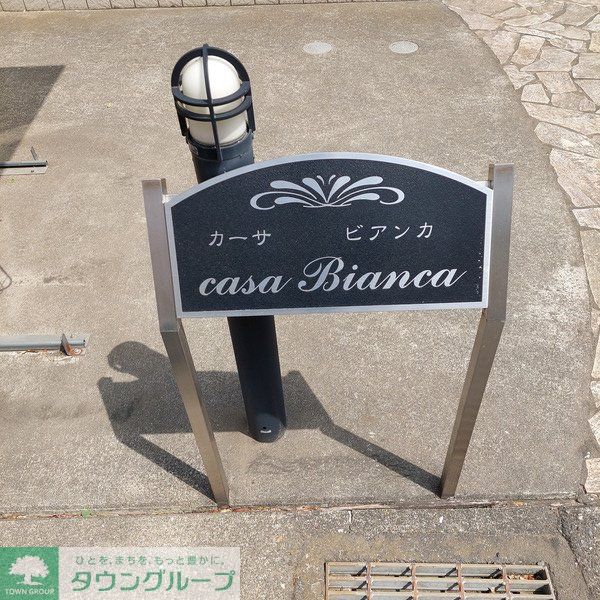 カーサ ビアンカ
casa Bianca
ひとを、まちを、もっと豊かに。
TOWN GROUP
タウングループ